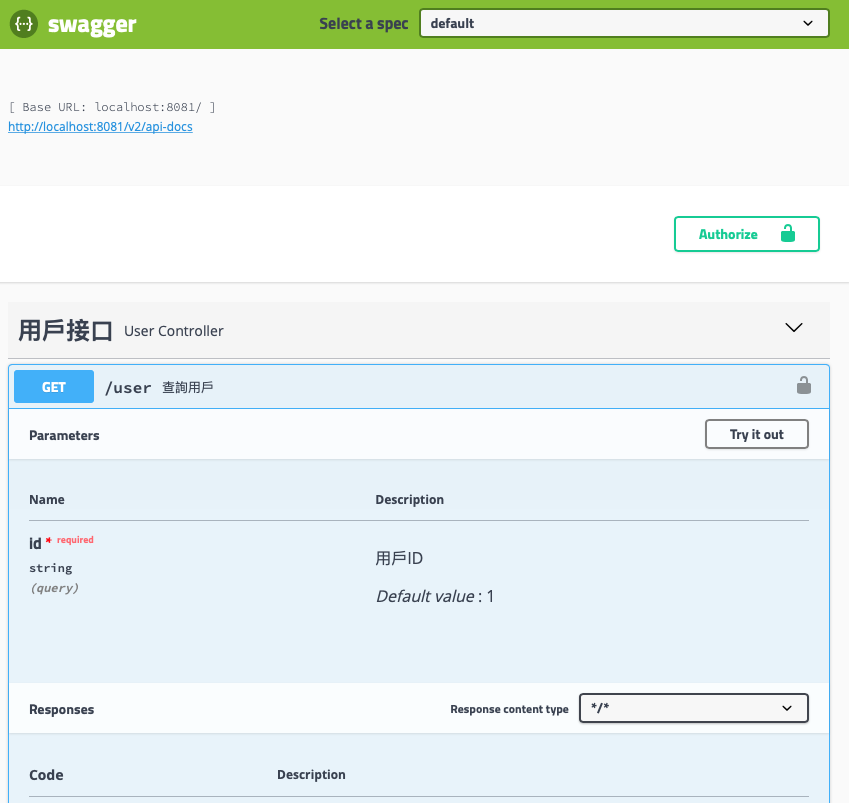 {···} swagger Select a spec default
[ Base URL: localhost:8081/ ]
http://localhost:8081/v2/api-docs
Authorize
用戶接口 User Controller
GET /user 查詢用戶
Parameters Try it out
Name Description
id * required
string
(query)
用戶ID
Default value : 1
Responses Response content type */*
Code Description